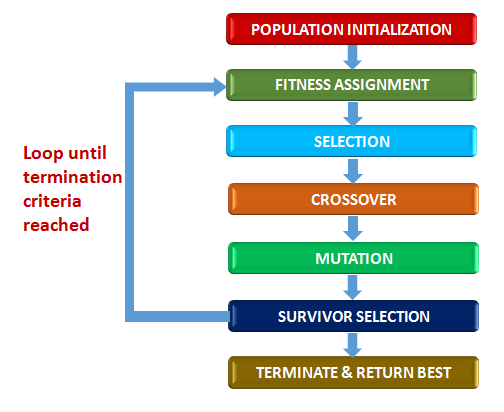 POPULATION INITIALIZATION
FITNESS ASSIGNMENT
SELECTION
Loop until
termination
criteria
reached
CROSSOVER
MUTATION
SURVIVOR SELECTION
TERMINATE & RETURN BEST